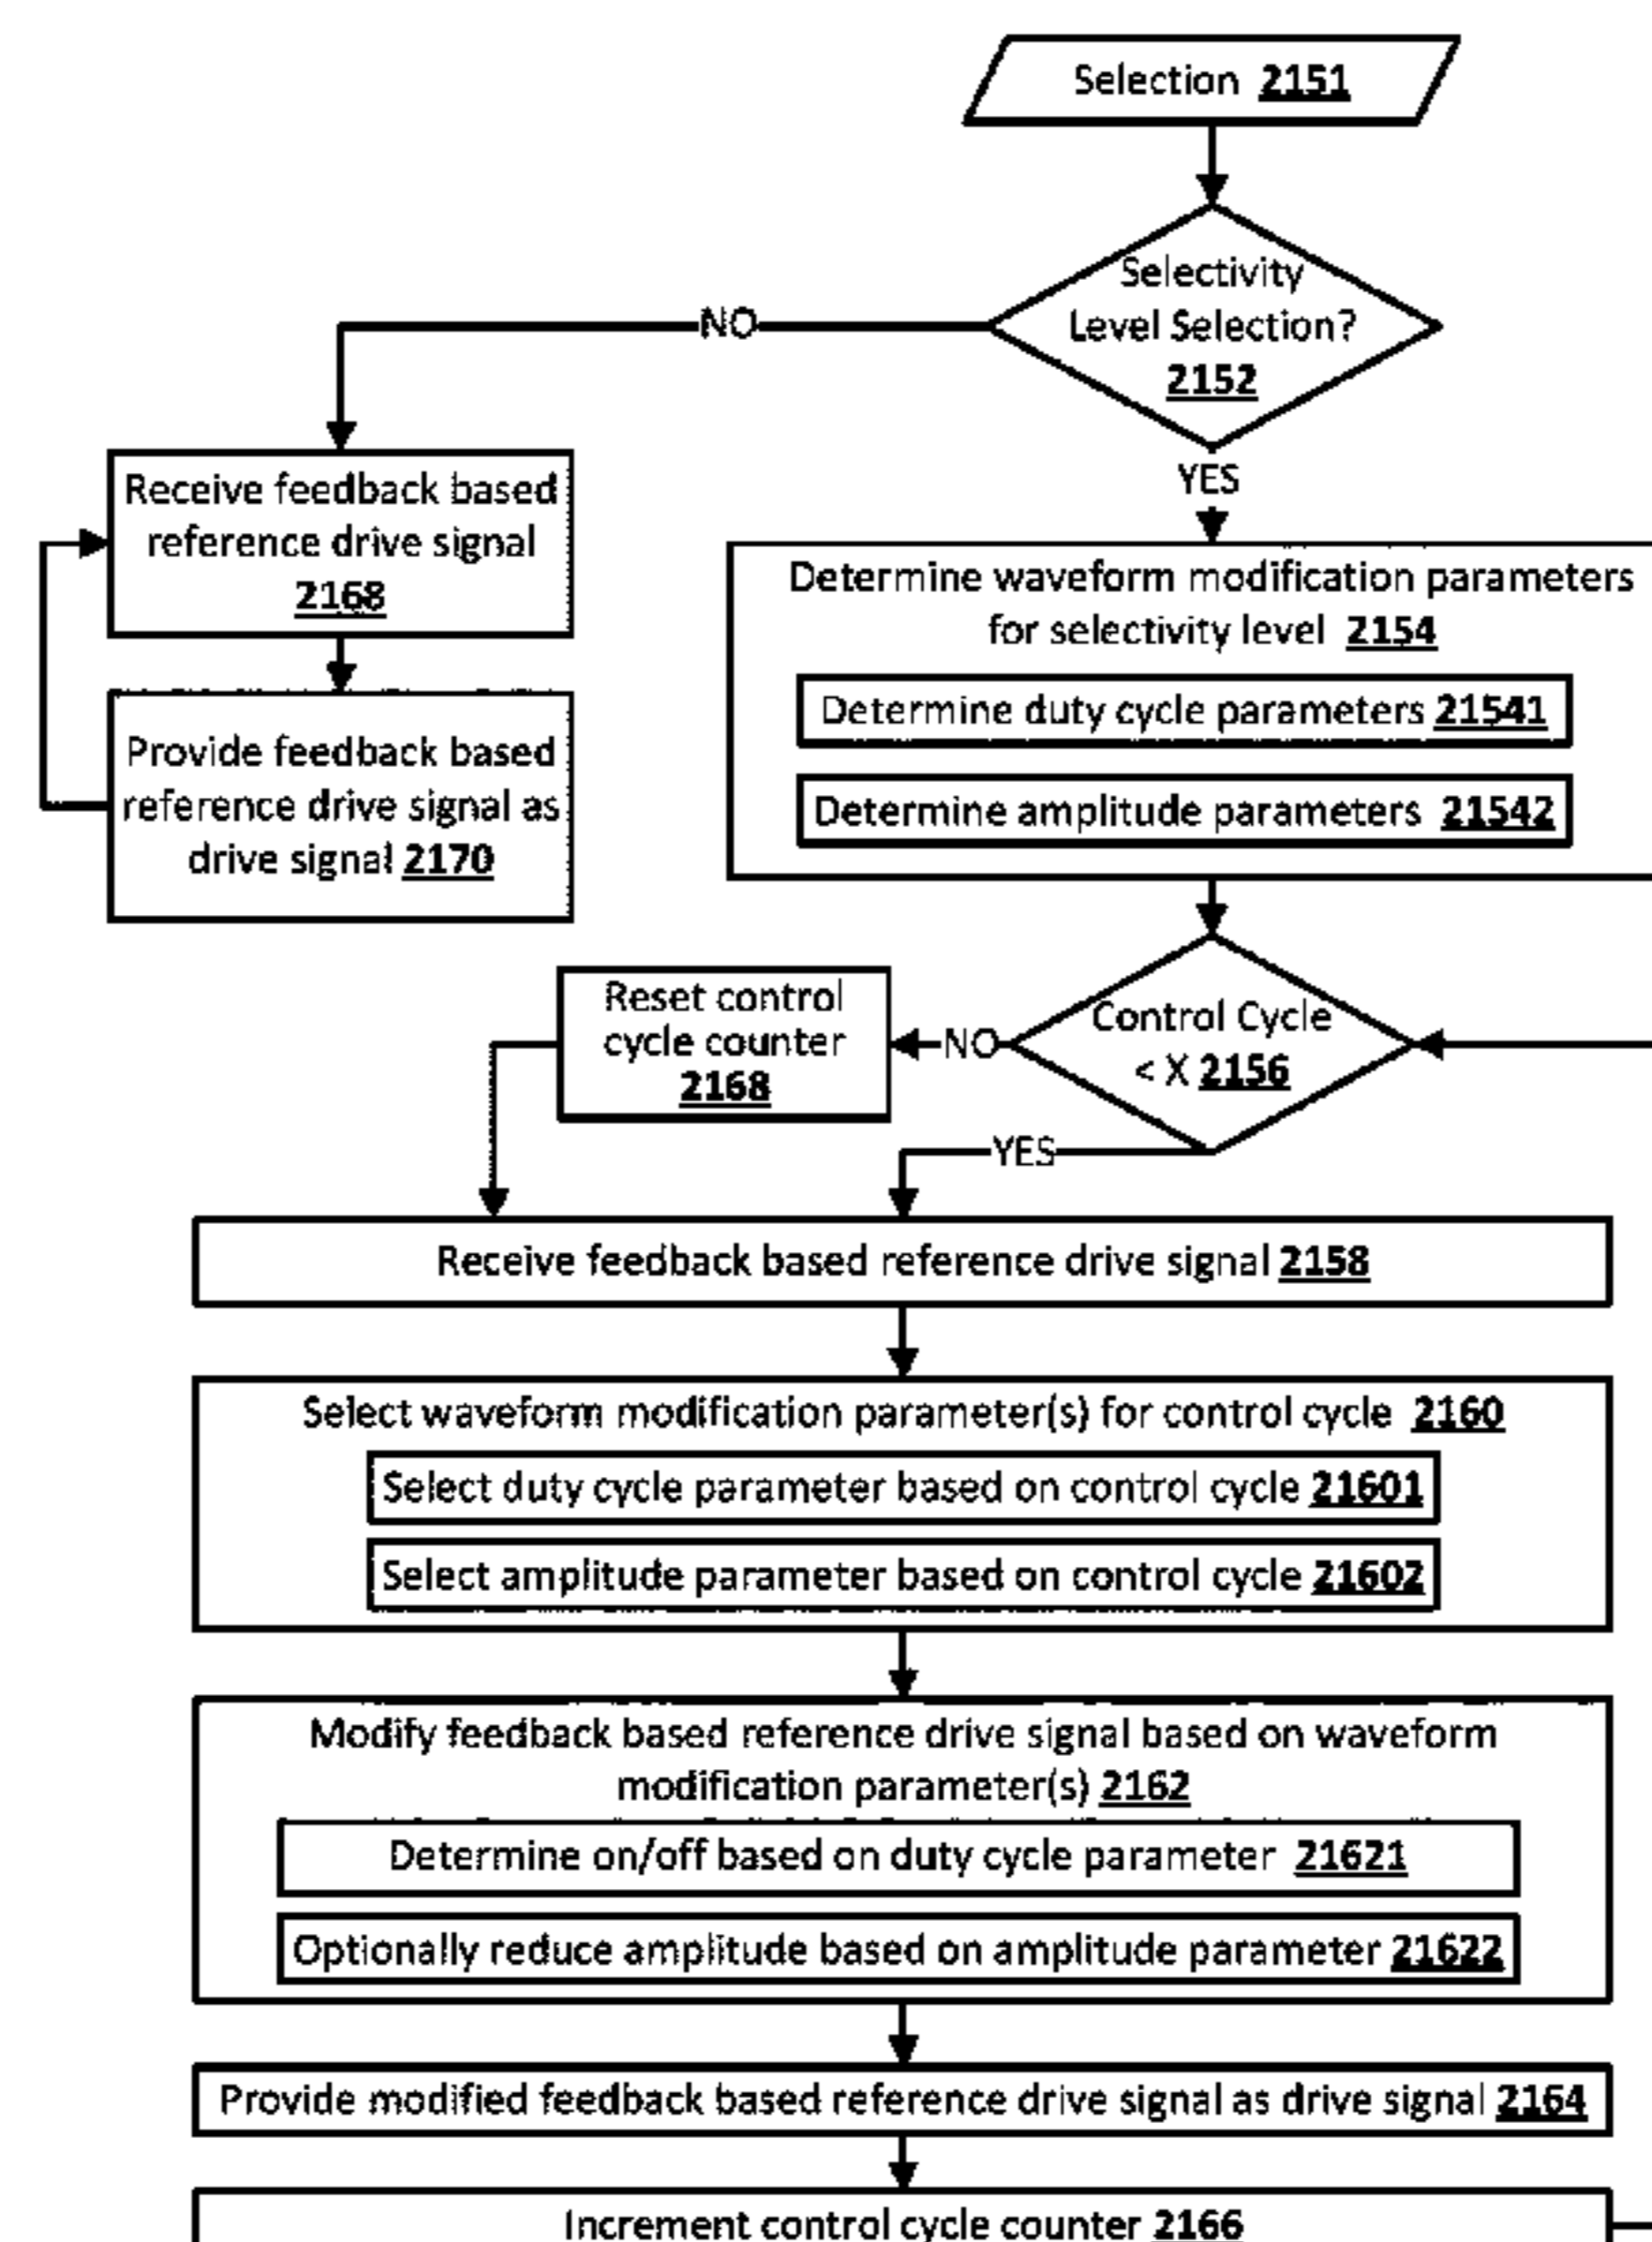 Selection 2151
Selectivity
Level Selection?
2152
NO
YES
Receive feedback based
reference drive signal
2168
Provide feedback based
reference drive signal as
drive signal 2170
Determine waveform modification parameters
for selectivity level 2154
Determine duty cycle parameters 21541
Determine amplitude parameters 21542
Control Cycle
< X 2156
NO
Reset control
cycle counter
2168
YES
Receive feedback based reference drive signal 2158
Select waveform modification parameter(s) for control cycle 2160
Select duty cycle parameter based on control cycle 21601
Select amplitude parameter based on control cycle 21602
Modify feedback based reference drive signal based on waveform
modification parameter(s) 2162
Determine on/off based on duty cycle parameter 21621
Optionally reduce amplitude based on amplitude parameter 21622
Provide modified feedback based reference drive signal as drive signal 2164
Increment control cycle counter 2166